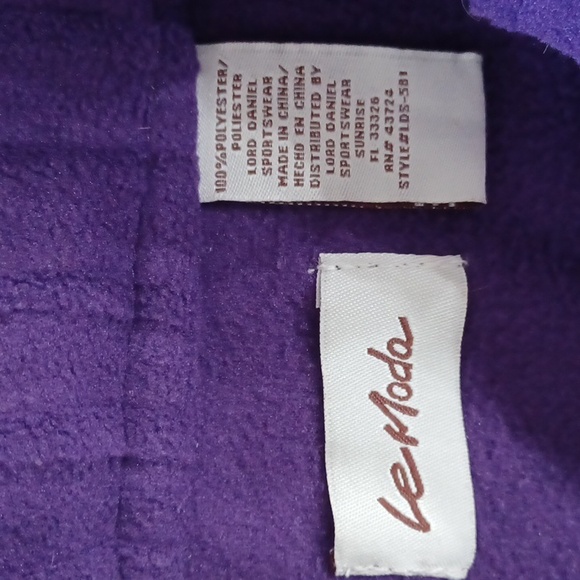 100%POLYESTER/
POLIESTER
LORD DANIEL
SPORTSWEAR
MADE IN CHINA/
HECHO EN CHINA
DISTRIBUTED BY
LORD DANIEL
SPORTSWEAR
SUNRISE
FL 33326
RN# 43724
STYLE#LDS-581
Le Moda